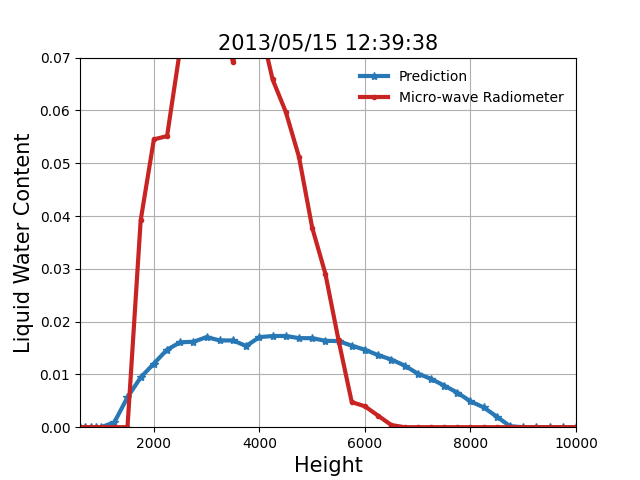 2013/05/15 12:39:38
0.07
0.06
0.05
0.04
0.03
0.02
0.01
0.00
Liquid Water Content
Prediction
Micro-wave Radiometer
2000 4000 6000 8000 10000
Height